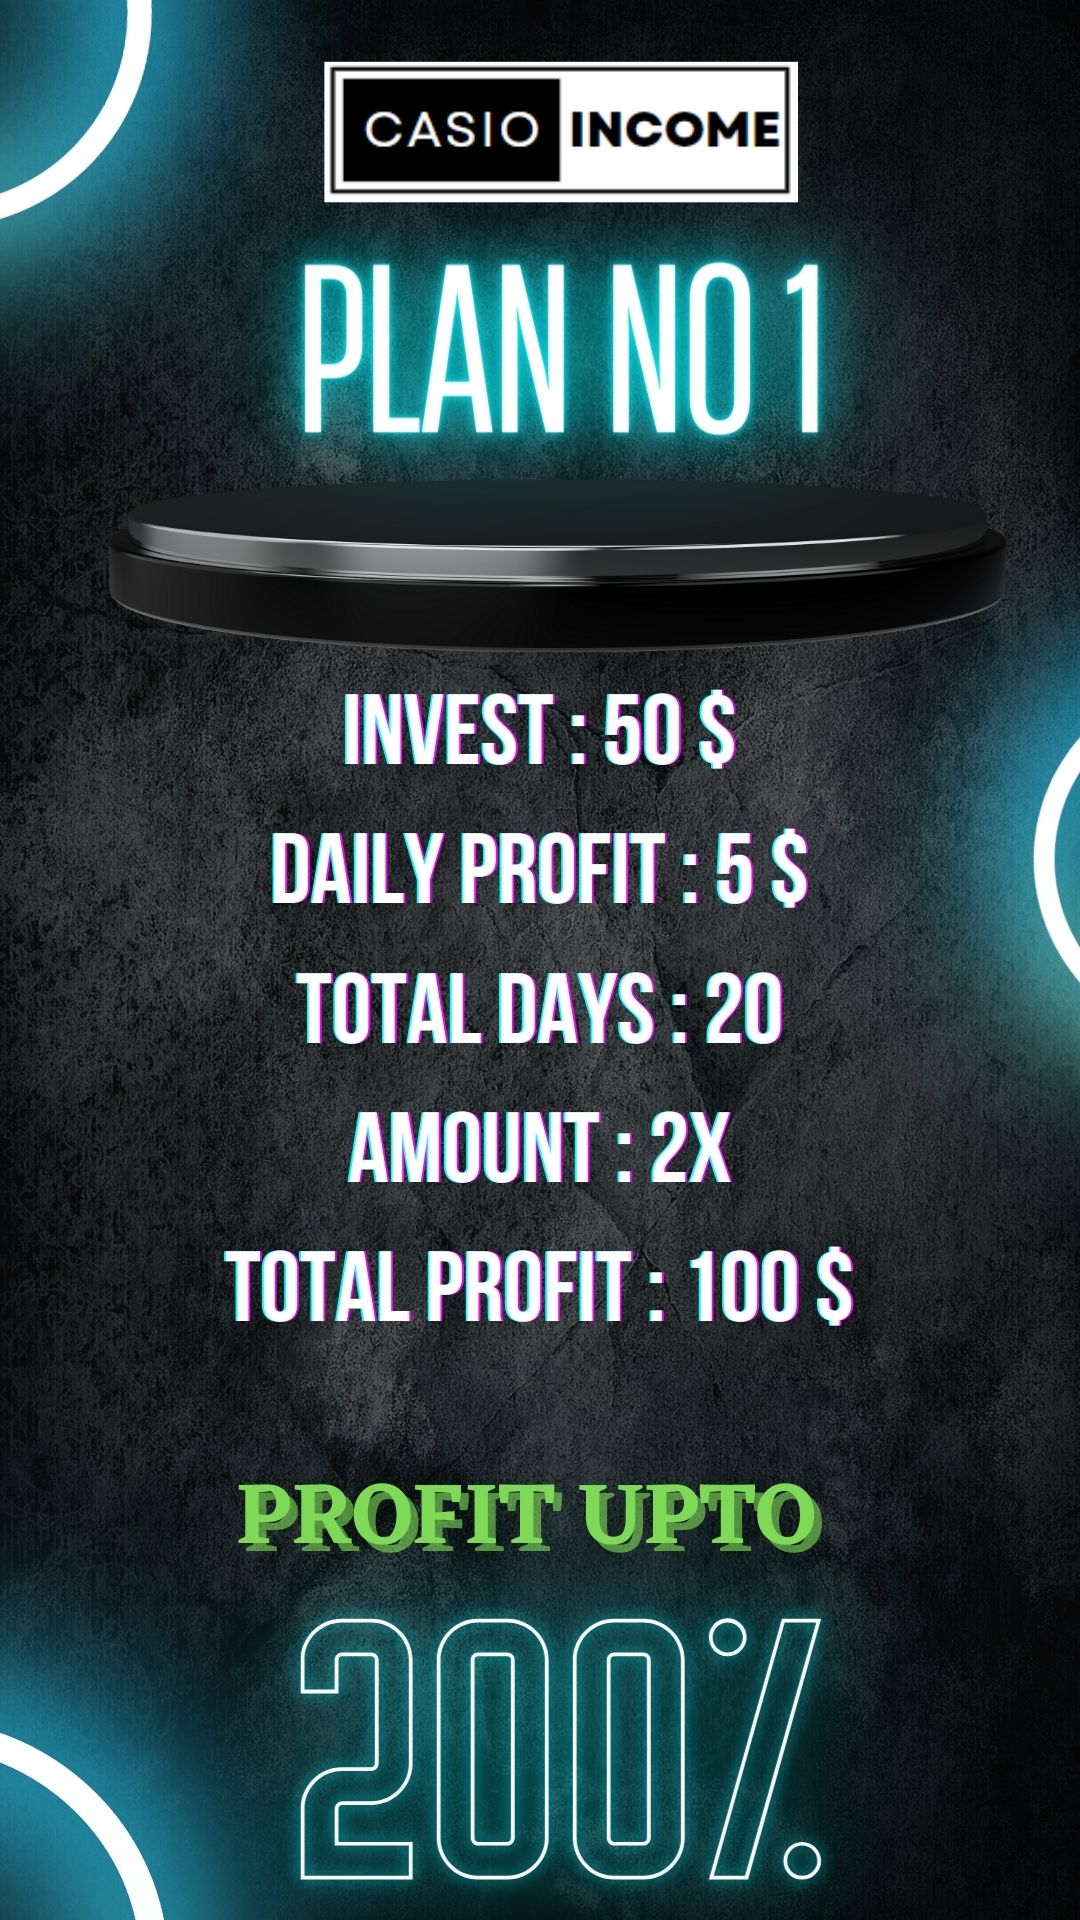 CASIO INCOME
PLAN NO 1
INVEST : 50 $
DAILY PROFIT : 5 $
TOTAL DAYS : 20
AMOUNT : 2X
TOTAL PROFIT : 100 $
PROFIT UPTO
200%